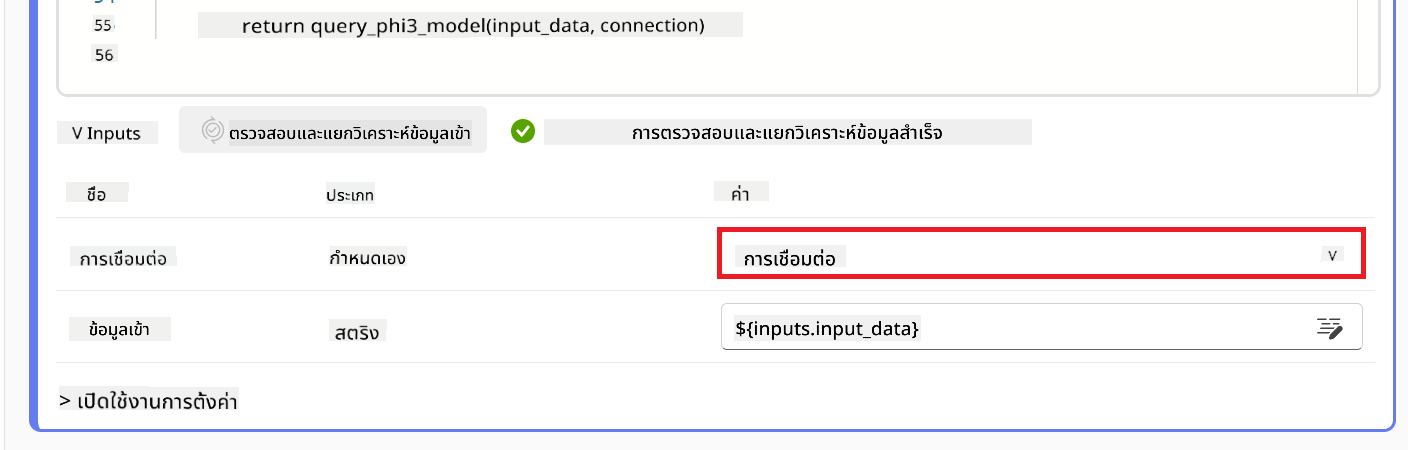 55 return query_phi3_model(input_data, connection)
56
V Inputs ตรวจสอบและแยกวิเคราะห์ข้อมูลเข้า การตรวจสอบและแยกวิเคราะห์ข้อมูลสำเร็จ
ชื่อ ประเภท ค่า
การเชื่อมต่อ กำหนดเอง การเชื่อมต่อ V
ข้อมูลเข้า สตริง ${inputs.input_data}
> เปิดใช้งานการตั้งค่า